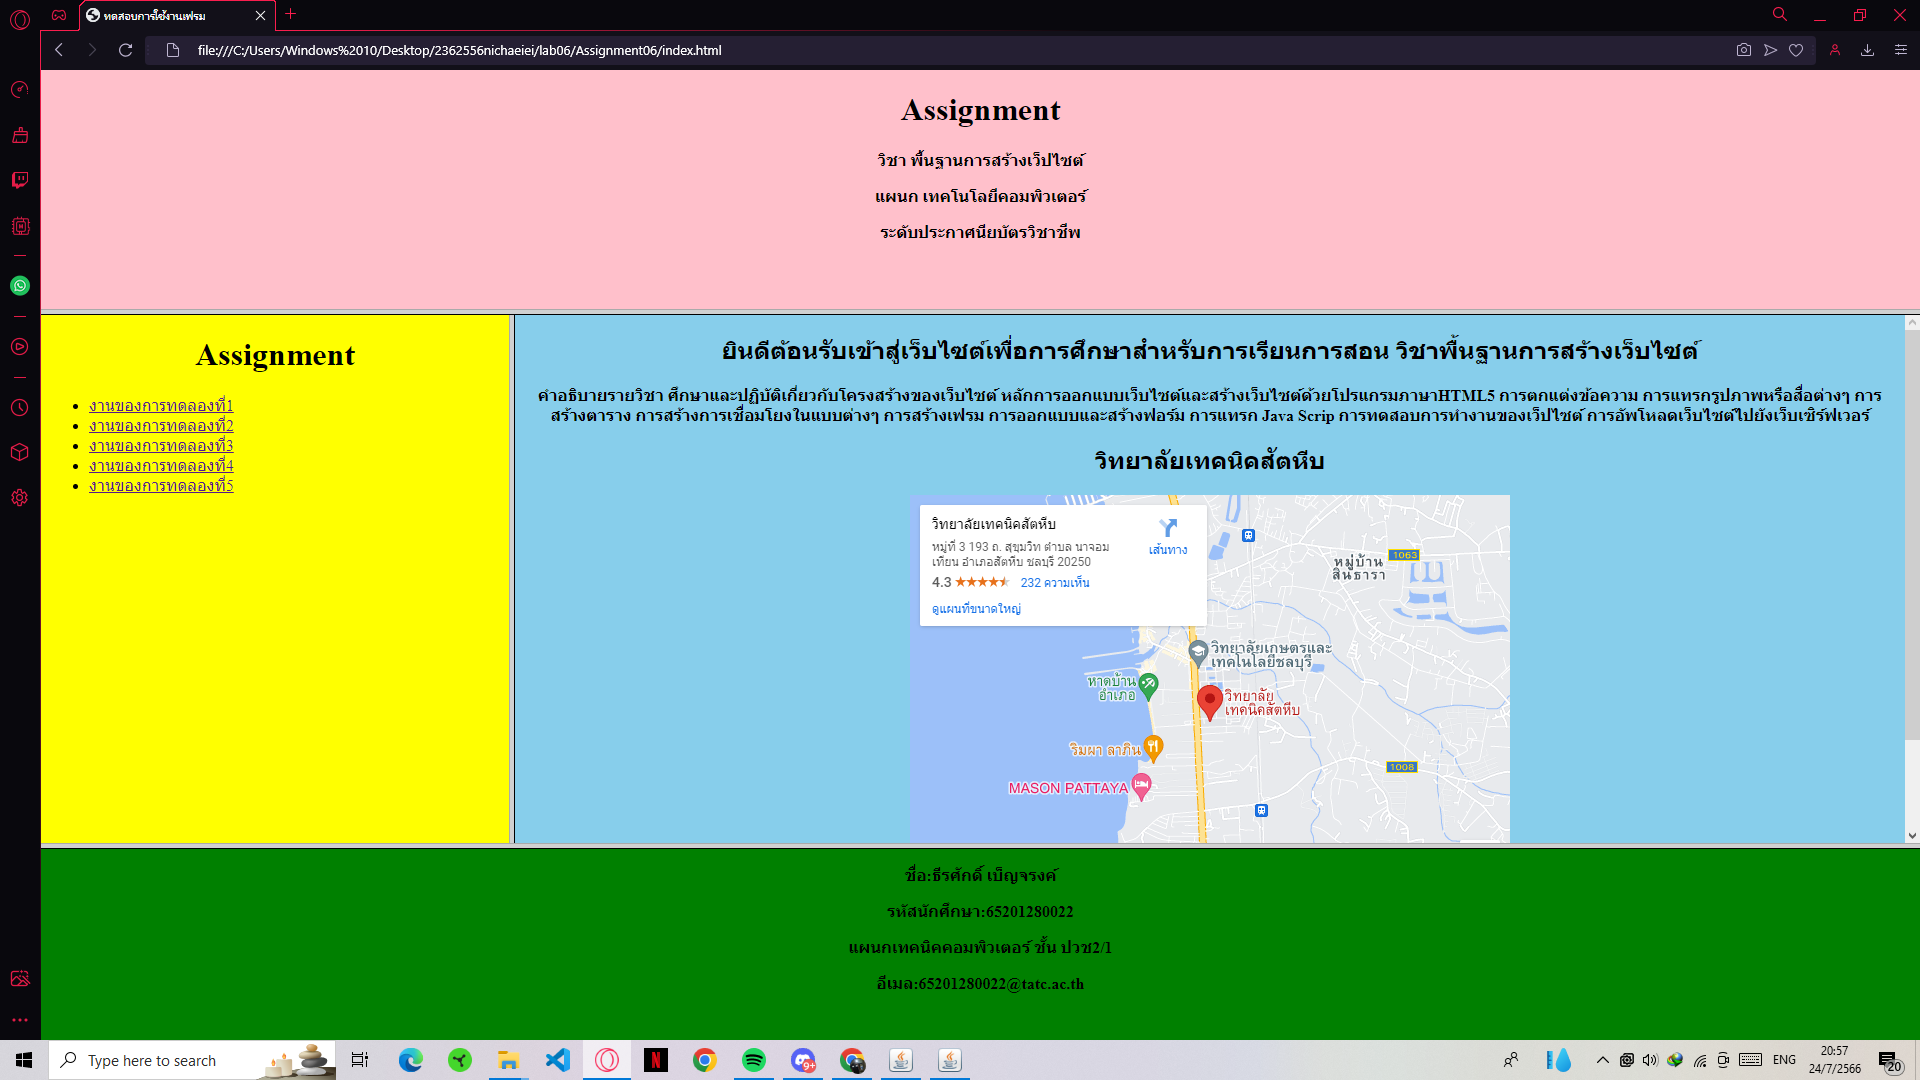 ทดสอบการใช้งานเฟรม
file:///C:/Users/Windows%2010/Desktop/2362556nichaeiei/lab06/Assignment06/index.html
Assignment
วิชา พื้นฐานการสร้างเว็ปไซต์
แผนก เทคโนโลยีคอมพิวเตอร์
ระดับประกาศนียบัตรวิชาชีพ
Assignment
งานของการทดลองที่1
งานของการทดลองที่2
งานของการทดลองที่3
งานของการทดลองที่4
งานของการทดลองที่5
ยินดีต้อนรับเข้าสู่เว็บไซต์เพื่อการศึกษาสำหรับการเรียนการสอน วิชาพื้นฐานการสร้างเว็บไซต์
คำอธิบายรายวิชา ศึกษาและปฏิบัติเกี่ยวกับโครงสร้างของเว็บไซต์ หลักการออกแบบเว็บไซต์และสร้างเว็บไซต์ด้วยโปรแกรมภาษาHTML5 การตกแต่งข้อความ การแทรกรูปภาพหรือสื่อต่างๆ การ
สร้างตาราง การสร้างการเชื่อมโยงในแบบต่างๆ การสร้างเฟรม การออกแบบและสร้างฟอร์ม การแทรก Java Scrip การทดสอบการทำงานของเว็ปไซต์ การอัพโหลดเว็บไซต์ไปยังเว็บเซิร์ฟเวอร์
วิทยาลัยเทคนิคสัตหีบ
วิทยาลัยเทคนิคสัตหีบ
หมู่ที่ 3 193 ถ. สุขุมวิท ตำบล นาจอม
เทียน อำเภอสัตหีบ ชลบุรี 20250
4.3 232 ความเห็น
ดูแผนที่ขนาดใหญ่
เส้นทาง
1063
หมู่บ้าน
สินธารา
วิทยาลัยเกษตรและ
เทคโนโลยีชลบุรี
หาดบ้าน
อำเภอ
วิทยาลัย
เทคนิคสัตหีบ
ริมผา ลาภิน
1008
MASON PATTAYA
ชื่อ:ธีรศักดิ์ เบ็ญจรงค์
รหัสนักศึกษา:65201280022
แผนกเทคนิคคอมพิวเตอร์ ชั้น ปวช2/1
อีเมล:65201280022@tatc.ac.th
Type here to search
9+
ENG
20:57
24/7/2566
20